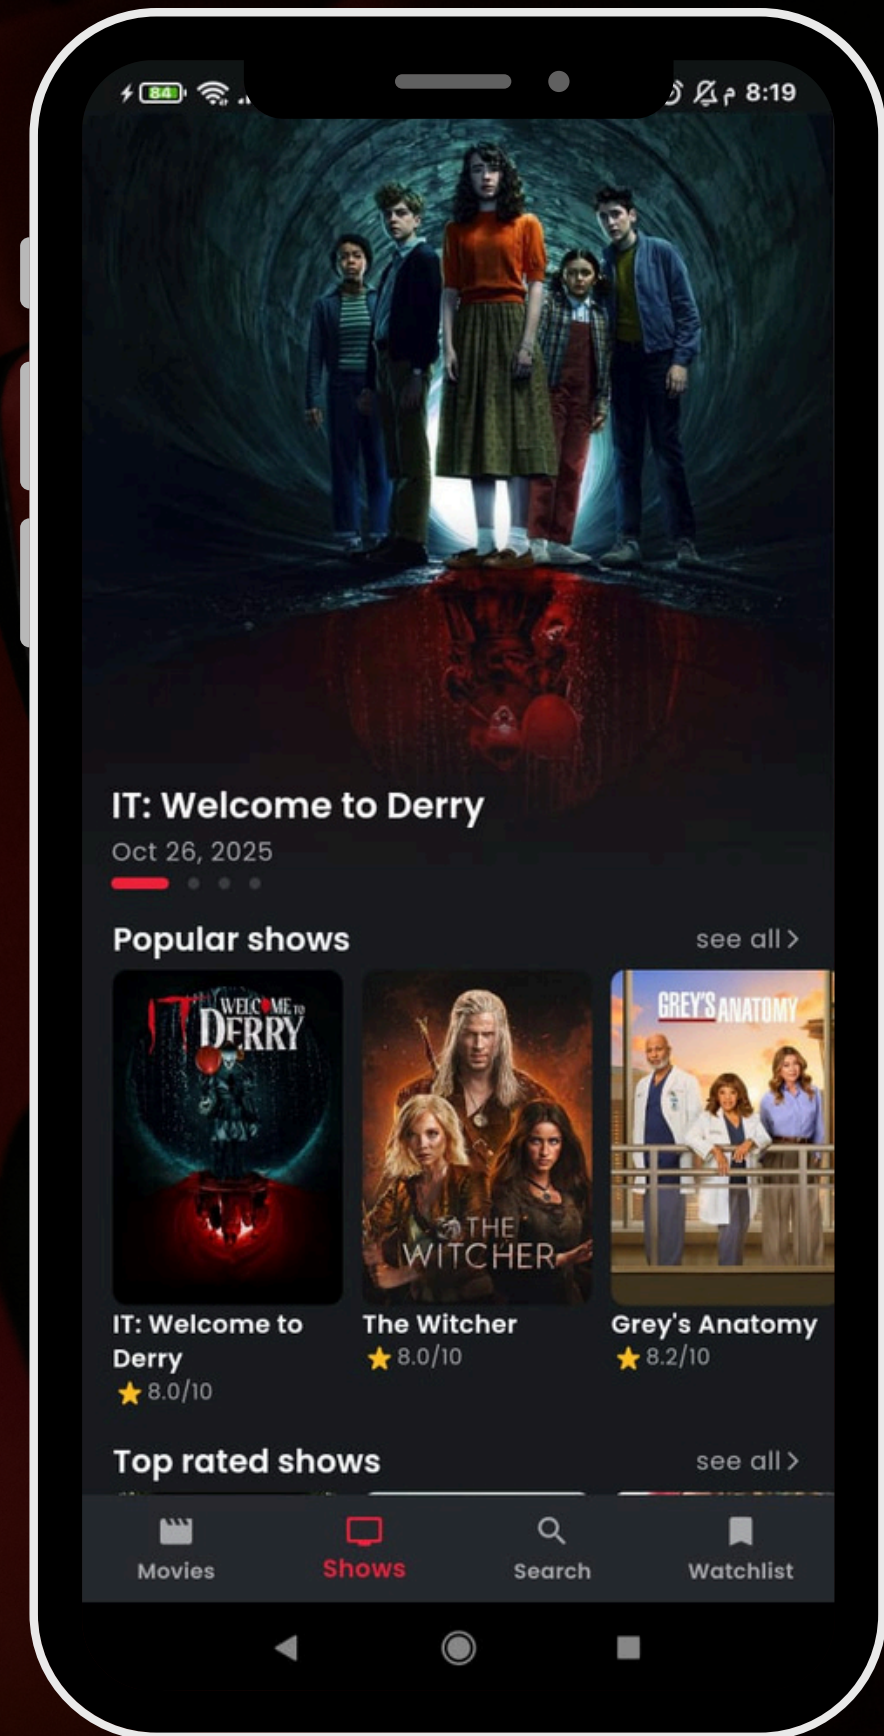 84
م 8:19
IT: Welcome to Derry
Oct 26, 2025
Popular shows
see all >
IT WELCOME TO
DERRY
THE
WITCHER
GREY'S ANATOMY
IT: Welcome to
Derry
8.0/10
The Witcher
8.0/10
Grey's Anatomy
8.2/10
Top rated shows
see all >
Movies
Shows
Search
Watchlist